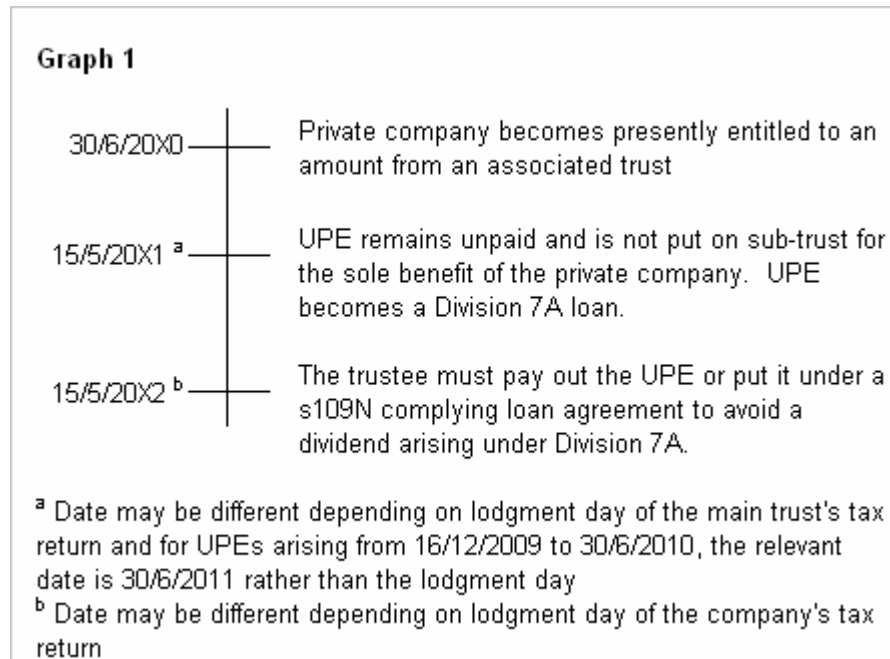 Graph 1
30/6/20X0
Private company becomes presently entitled to an
amount from an associated trust
15/5/20X1 a
UPE remains unpaid and is not put on sub-trust for
the sole benefit of the private company.  UPE
becomes a Division 7A loan.
15/5/20X2 b
The trustee must pay out the UPE or put it under a
s109N complying loan agreement to avoid a
dividend arising under Division 7A.
a Date may be different depending on lodgment day of the main trust's tax
return and for UPEs arising from 16/12/2009 to 30/6/2010, the relevant
date is 30/6/2011 rather than the lodgment day
b Date may be different depending on lodgment day of the company's tax
return